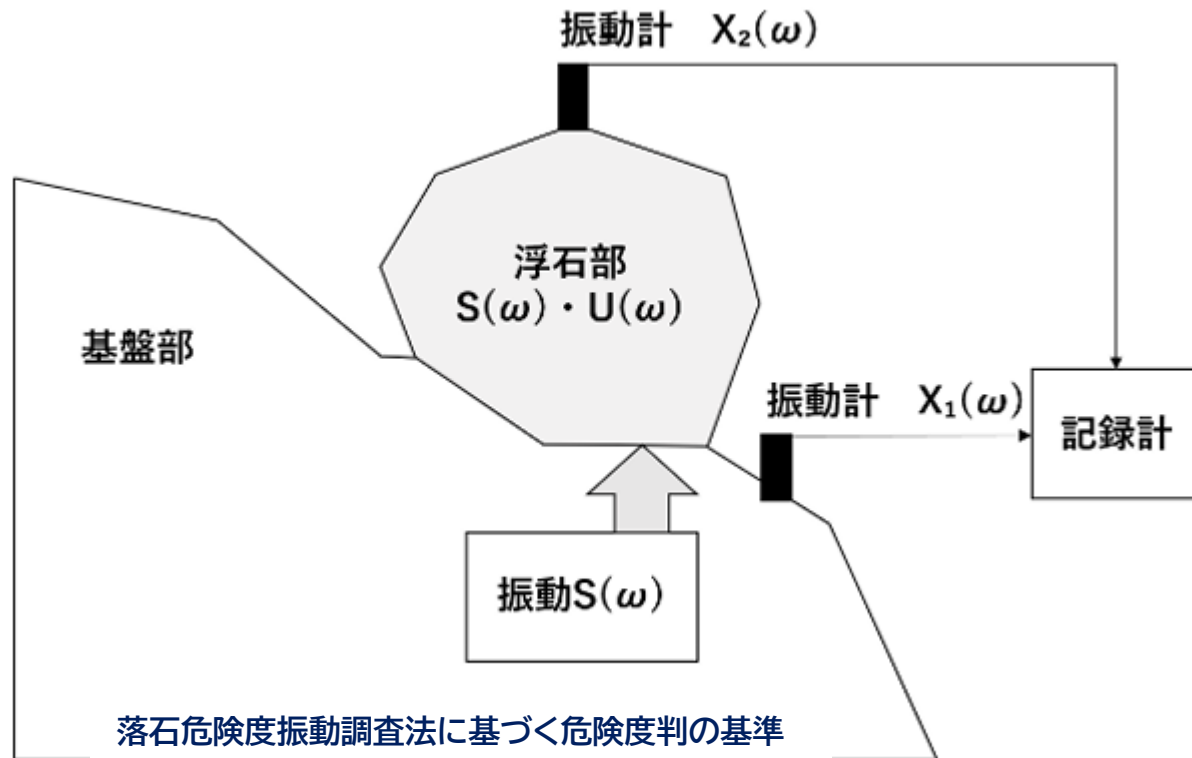 振動計　X₂(ω)
浮石部
S(ω)・U(ω)
基盤部
振動計　X₁(ω)
記録計
振動S(ω)
落石危険度振動調査法に基づく危険度判の基準